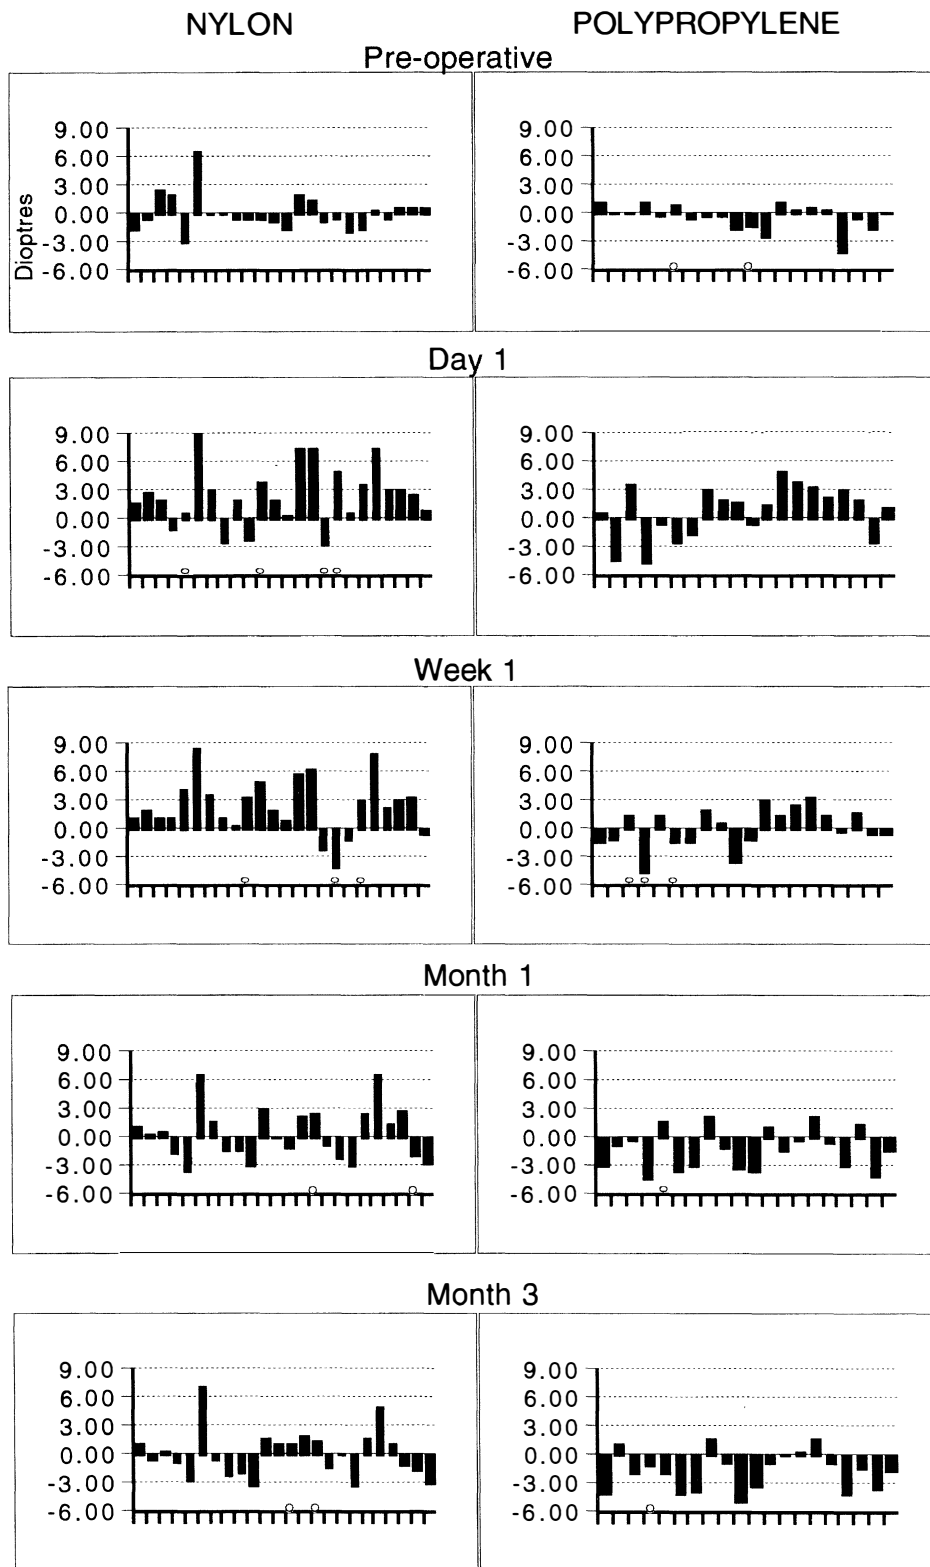 NYLON POLYPROPYLENE
Pre-operative
Dioptres
9.00 9.00
6.00 6.00
3.00 3.00
0.00 0.00
-3.00 -3.00
-6.00 -6.00
o o
Day 1
9.00 9.00
6.00 6.00
3.00 3.00
0.00 0.00
-3.00 -3.00
-6.00 -6.00
o o o o
Week 1
9.00 9.00
6.00 6.00
3.00 3.00
0.00 0.00
-3.00 -3.00
-6.00 -6.00
o o o o o o
Month 1
9.00 9.00
6.00 6.00
3.00 3.00
0.00 0.00
-3.00 -3.00
-6.00 -6.00
o o o
Month 3
9.00 9.00
6.00 6.00
3.00 3.00
0.00 0.00
-3.00 -3.00
-6.00 -6.00
o o o